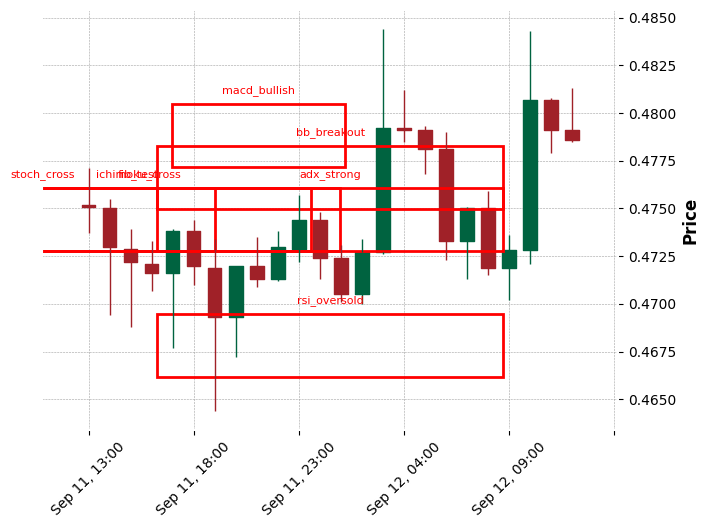 macd_bullish
bb_breakout
stoch_cross
adx_strong
rsi_oversold
0.4850
0.4825
0.4800
0.4775
0.4750
0.4725
0.4700
0.4675
0.4650
Price
Sep 11, 13:00
Sep 11, 18:00
Sep 11, 23:00
Sep 12, 04:00
Sep 12, 09:00